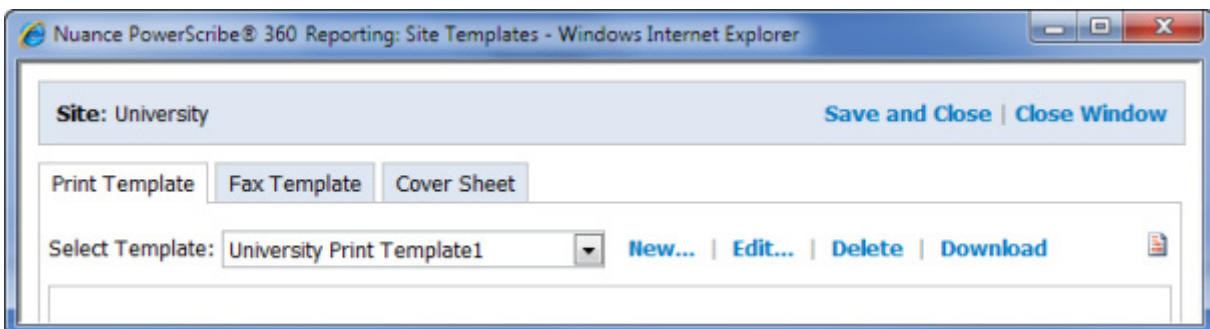 Nuance PowerScribe® 360 Reporting: Site Templates - Windows Internet Explorer
Site: University Save and Close | Close Window
Print Template Fax Template Cover Sheet
Select Template: University Print Template1 New... | Edit... | Delete | Download